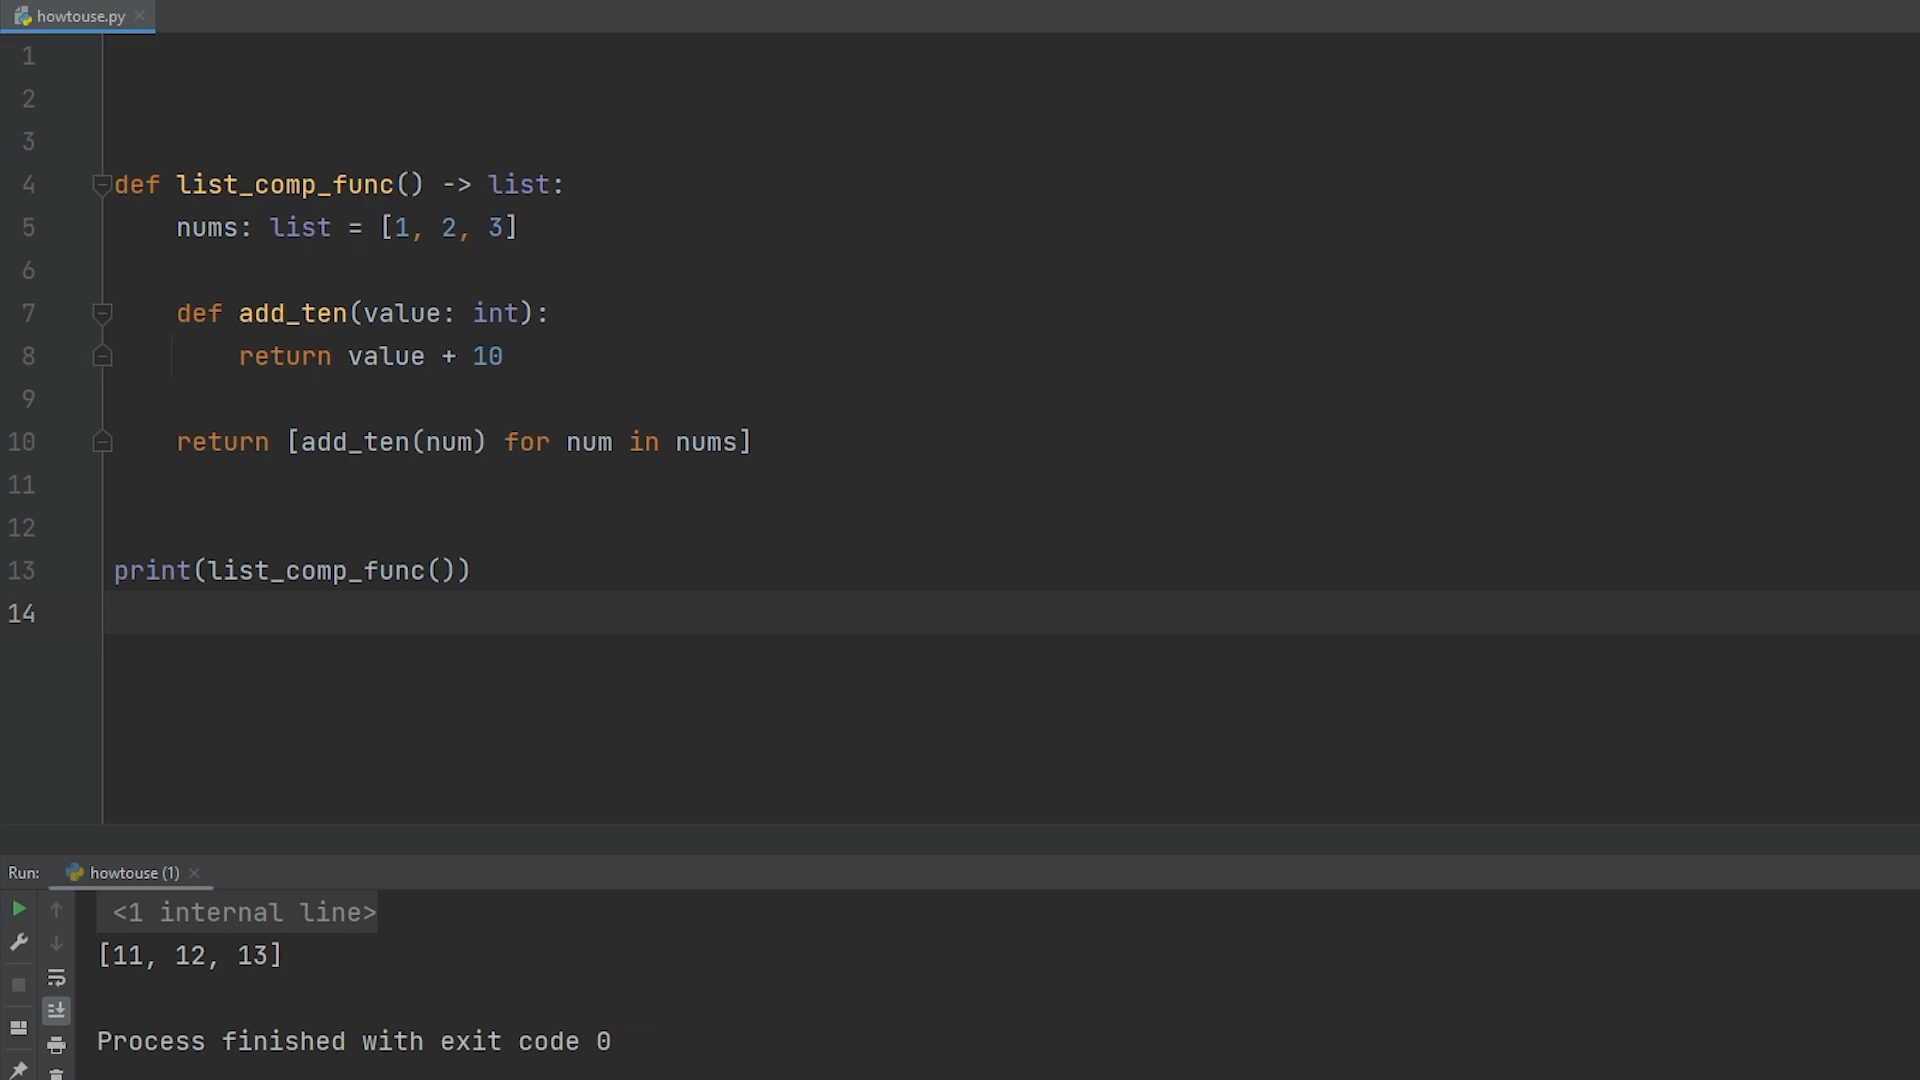 howtouse.py
1
2
3
4 def list_comp_func() -> list:
5     nums: list = [1, 2, 3]
6
7     def add_ten(value: int):
8         return value + 10
9
10     return [add_ten(num) for num in nums]
11
12
13 print(list_comp_func())
14
Run: howtouse (1)
<1 internal line>
[11, 12, 13]
Process finished with exit code 0